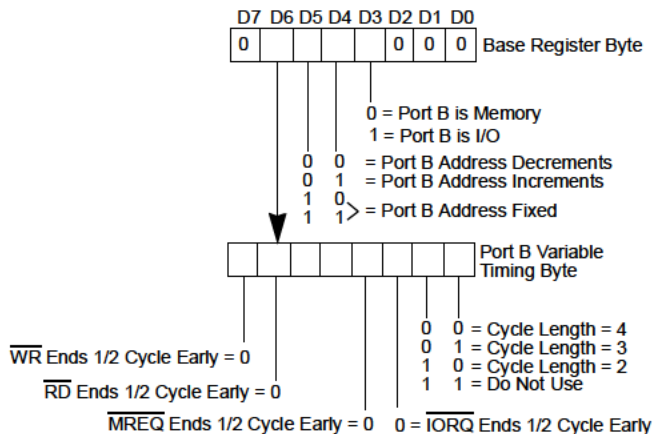 D7 D6 D5 D4 D3 D2 D1 D0
0 0 0 0 Base Register Byte
0 = Port B is Memory
1 = Port B is I/O
0 0 = Port B Address Decrements
0 1 = Port B Address Increments
1 0
1 1 > = Port B Address Fixed
Port B Variable
Timing Byte
0 0 = Cycle Length = 4
WR Ends 1/2 Cycle Early = 0
0 1 = Cycle Length = 3
1 0 = Cycle Length = 2
RD Ends 1/2 Cycle Early = 0
1 1 = Do Not Use
MREQ Ends 1/2 Cycle Early = 0 0 = IORQ Ends 1/2 Cycle Early